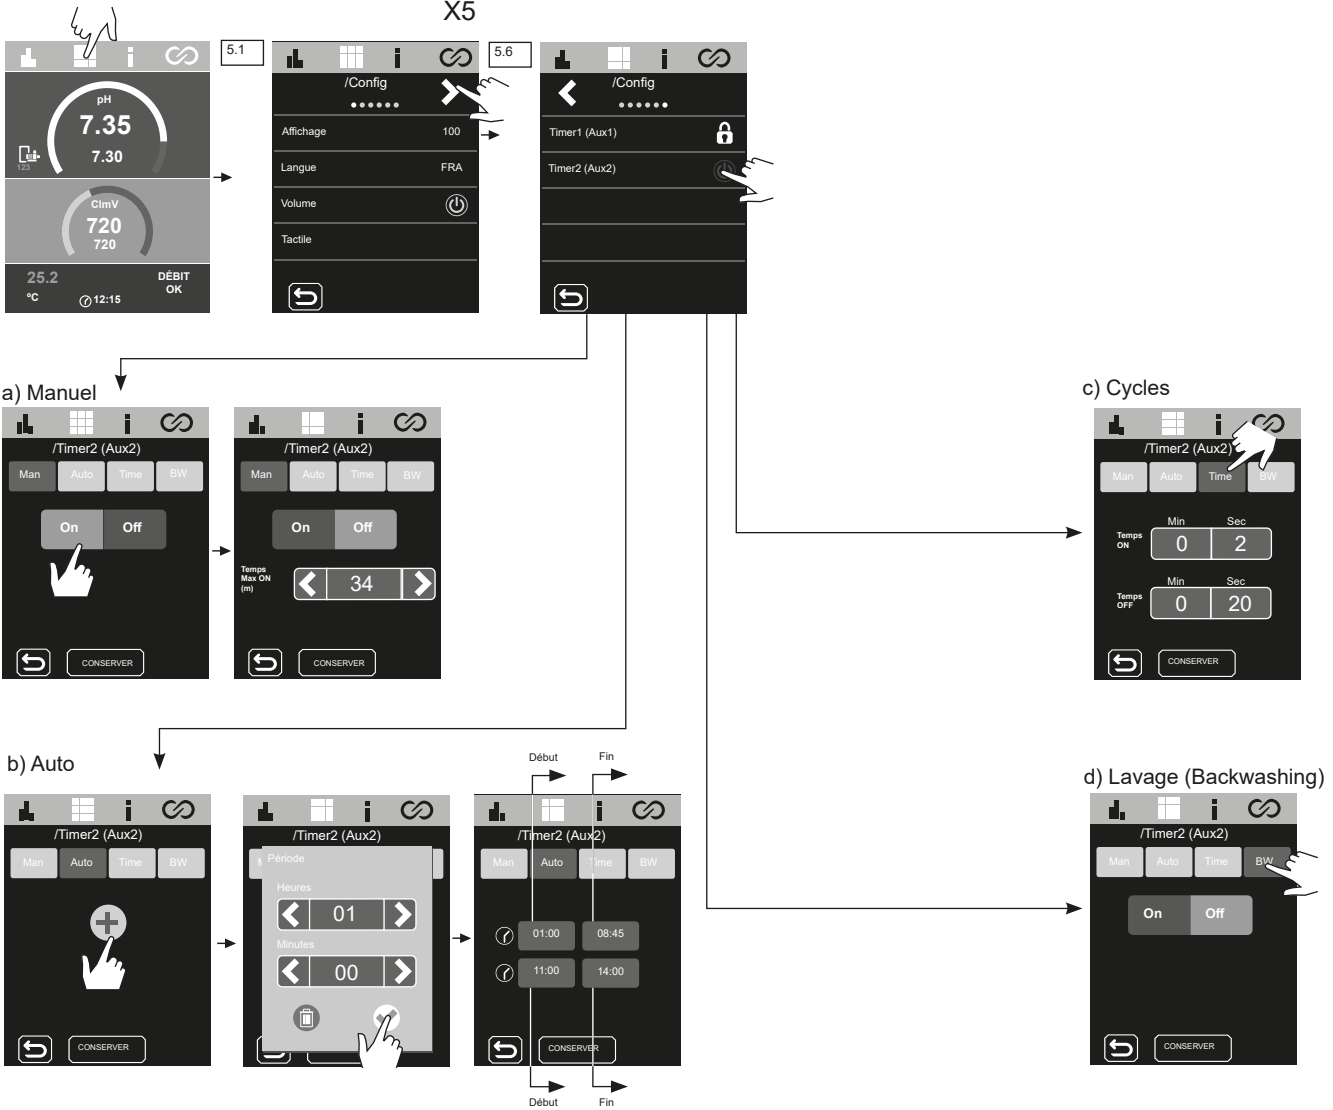 X5
pH
7.35
7.30
123
ClmV
720
720
25.2
ºC
12:15
DÉBIT
OK
5.1
/Config
Affichage 100
Langue FRA
Volume
Tactile
5.6
/Config
Timer1 (Aux1)
Timer2 (Aux2)
a) Manuel
/Timer2 (Aux2)
Man Auto Time BW
On Off
CONSERVER
/Timer2 (Aux2)
Man Auto Time BW
On Off
Temps
Max ON
(m)
34
CONSERVER
c) Cycles
/Timer2 (Aux2)
Man Auto Time BW
Min Sec
Temps
ON
0 2
Min Sec
Temps
OFF
0 20
CONSERVER
b) Auto
/Timer2 (Aux2)
Man Auto Time BW
CONSERVER
/Timer2 (Aux2)
Période
Heures
01
Minutes
00
Début Fin
/Timer2 (Aux2)
Man Auto Time BW
01:00 08:45
11:00 14:00
CONSERVER
Début Fin
d) Lavage (Backwashing)
/Timer2 (Aux2)
Man Auto Time BW
On Off
CONSERVER